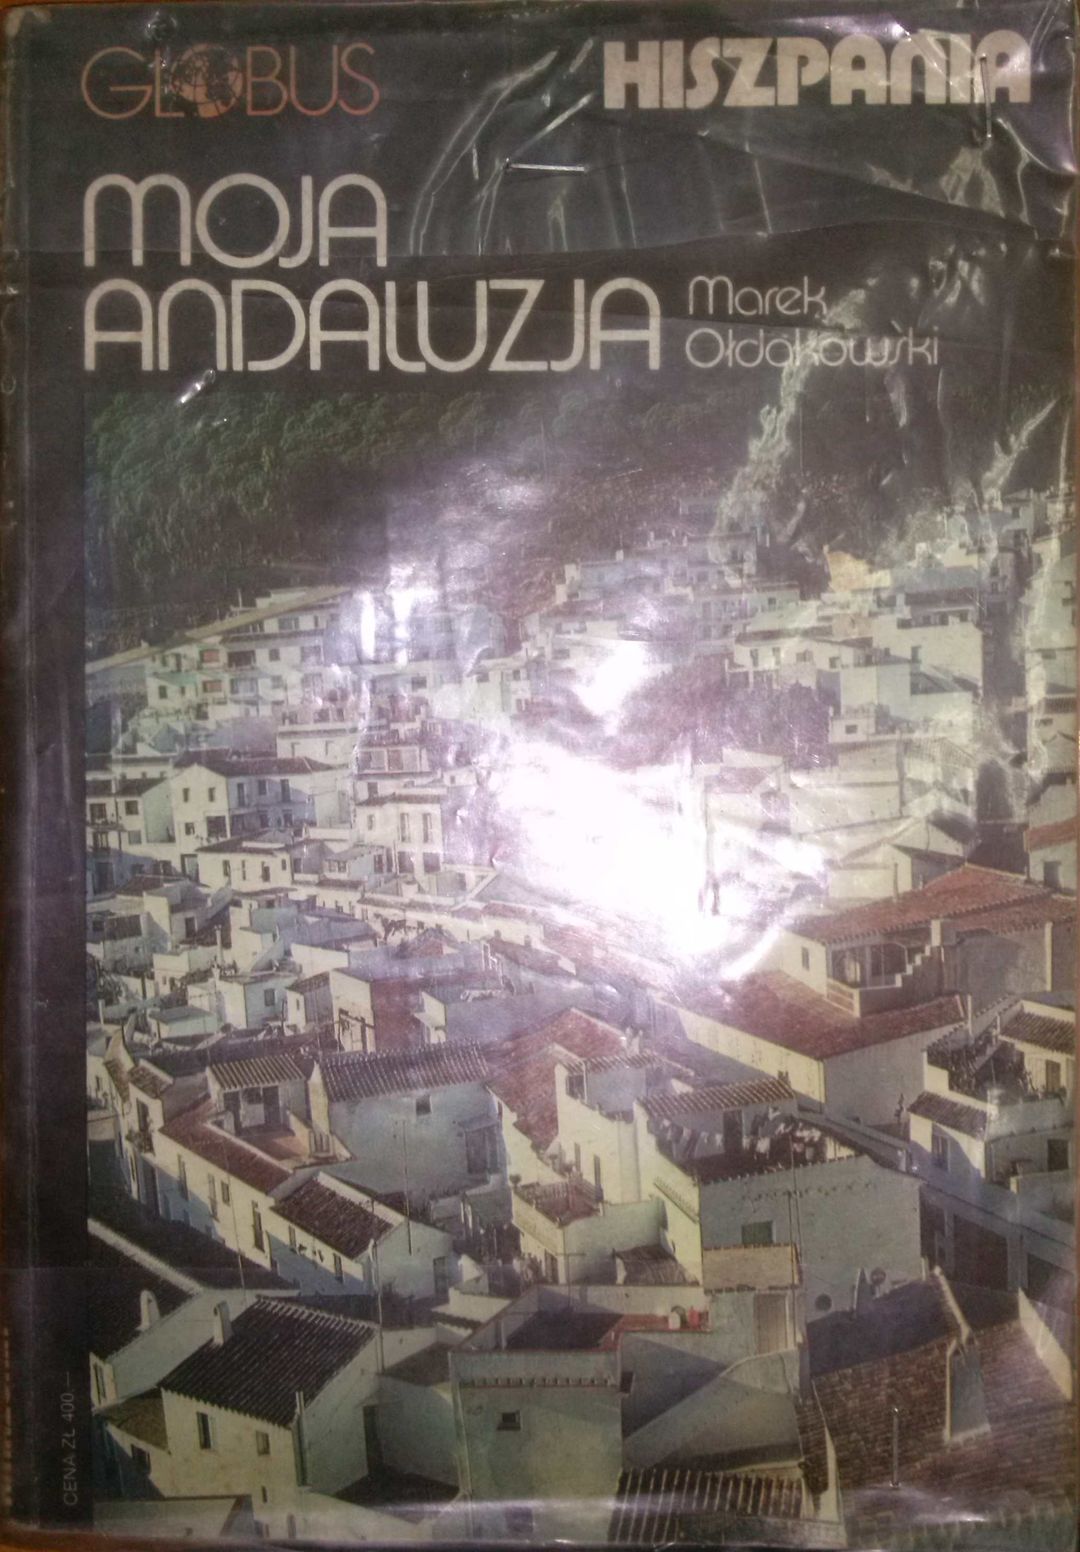 GLOBUS
HISZPANIA
MOJA
ANDALUZJA
Marek
Ołdakowski
CENA ZŁ 400 —